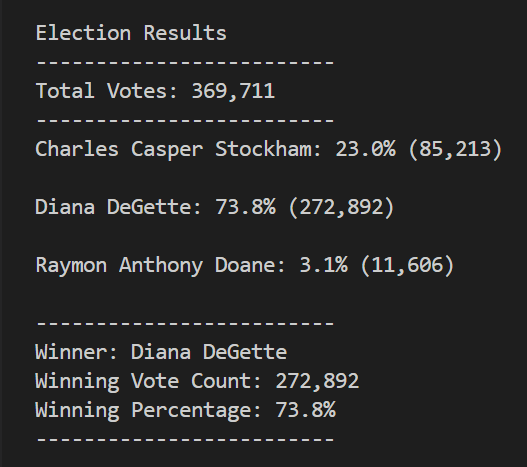 Election Results
-------------------------
Total Votes: 369,711
-------------------------
Charles Casper Stockham: 23.0% (85,213)
Diana DeGette: 73.8% (272,892)
Raymon Anthony Doane: 3.1% (11,606)
-------------------------
Winner: Diana DeGette
Winning Vote Count: 272,892
Winning Percentage: 73.8%
-------------------------